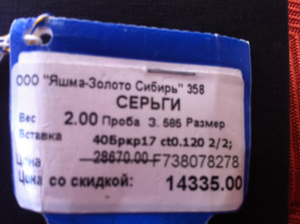 ООО "Яшма-Золото Сибирь" 358
СЕРЬГИ
Вес 2.00 Проба З. 585 Размер
Вставка 40Бркр17 ct0.120 2/2;
Цена 28670.00 F738078278
Цена со скидкой: 14335.00